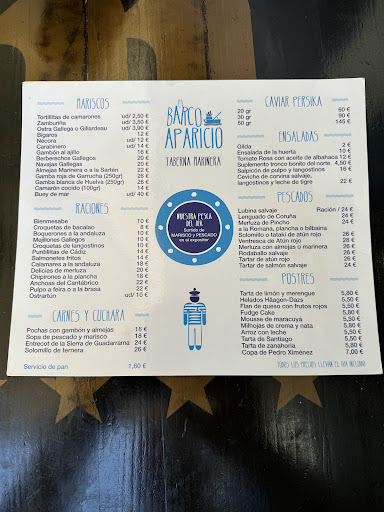 MARISCOS
Tortillitas de camarones ud/ 2,50 €
Zamburiña ud/ 3,50 €
Ostra Gallega o Gillardeau ud/ 3,90 €
Bígaros 12 €
Nécora ud/ 12 €
Carabinero ud/ 14 €
Gambón al ajillo 16 €
Berberechos Gallegos 20 €
Navajas Gallegas 20 €
Almejas Marinera o a la Sartén 22 €
Gamba roja de Garrucha (250gr) 26 €
Gamba blanca de Huelva (250gr) 26 €
Camarón cocido (100gr) 14 €
Buey de mar ud/ 40 €
RACIONES
Bienmesabe 10 €
Croquetas de bacalao 8 €
Boquerones a la andaluza 10 €
Mejillones Gallegos 10 €
Croquetas de langostinos 10 €
Puntillitas de Cádiz 14 €
Salmonetes fritos 14 €
Calamares a la andaluza 18 €
Delicias de merluza 20 €
Chipirones a la plancha 18 €
Anchoas del Cantábrico 22 €
Pulpo a feira o a la brasa 22 €
Ostrartún ud/ 10 €
CARNES Y CUCHARA
Pochas con gambón y almejas 18 €
Sopa de pescado y marisco 18 €
Entrecot de la Sierra de Guadarrama 24 €
Solomillo de ternera 26 €
Servicio de pan 1,80 €
BARCO
APARICIO
TABERNA MARINERA
NUESTRA PESCA
DEL DÍA
Surtido de
MARISCO y PESCADO
en el expositor
CAVIAR PERSIKA
20 gr 60 €
30 gr 90 €
50 gr 145 €
ENSALADAS
Gilda 2 €
Ensalada de la huerta 10 €
Tomate Rosa con aceite de albahaca 12 €
Suplemento tronco bonito del norte 4,50 €
Salpicón de pulpo y langostinos 16 €
Ceviche de corvina salvaje,
langostinos y leche de tigre 22 €
PESCADOS
Lubina salvaje Ración / 24 €
Lenguado de Coruña 24 €
Merluza de Pincho 24 €
a la Romana, plancha o bilbaina
Solomillo o tataki de atún rojo 26 €
Ventresca de Atún rojo 28 €
Merluza con almejas o marinera 26 €
Rodaballo salvaje 26 €
Tartar de atún rojo 26 €
Tartar de salmón salvaje 24 €
POSTRES
Tarta de limón y merengue 5,80 €
Helados Häagen-Dazs 5,50 €
Flan de queso con frutos rojos 5,50 €
Fudge Cake 5,80 €
Mousse de maracuyá 5,50 €
Milhojas de crema y nata 5,80 €
Arroz con leche 5,50 €
Tarta de Santiago 5,50 €
Tarta de zanahoria 5,80 €
Copa de Pedro Ximénez 7,00 €
TODOS LOS PRECIOS LLEVAN EL IVA INCLUIDO